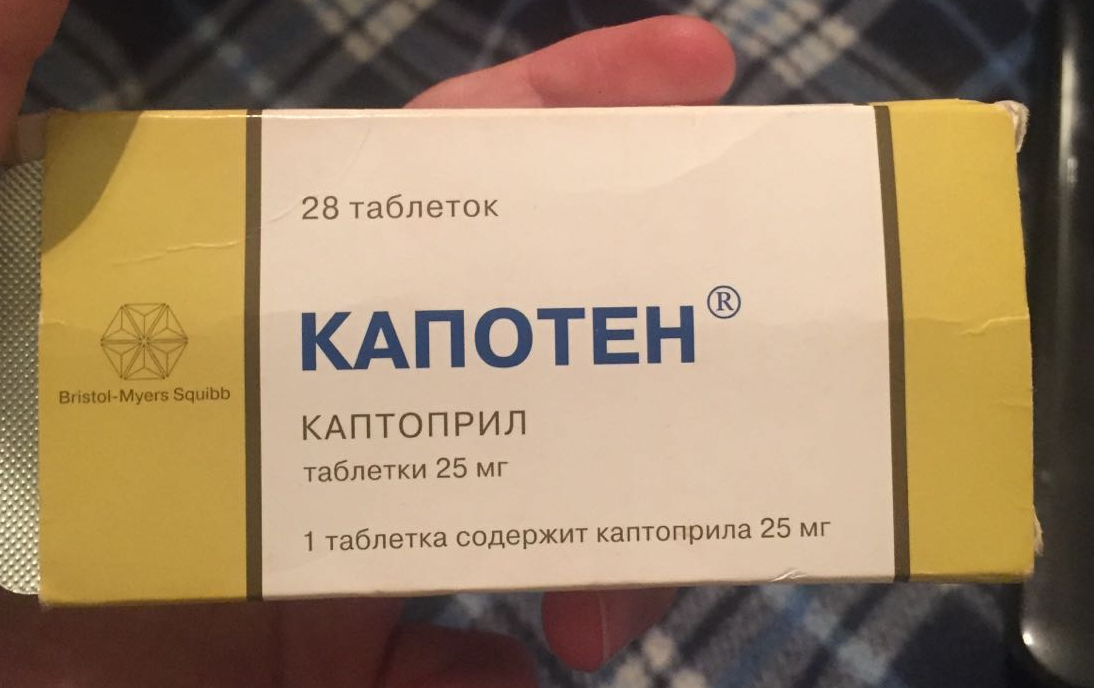 28 таблеток
КАПОТЕН®
Bristol-Myers Squibb
КАПТОПРИЛ
таблетки 25 мг
1 таблетка содержит каптоприла 25 мг